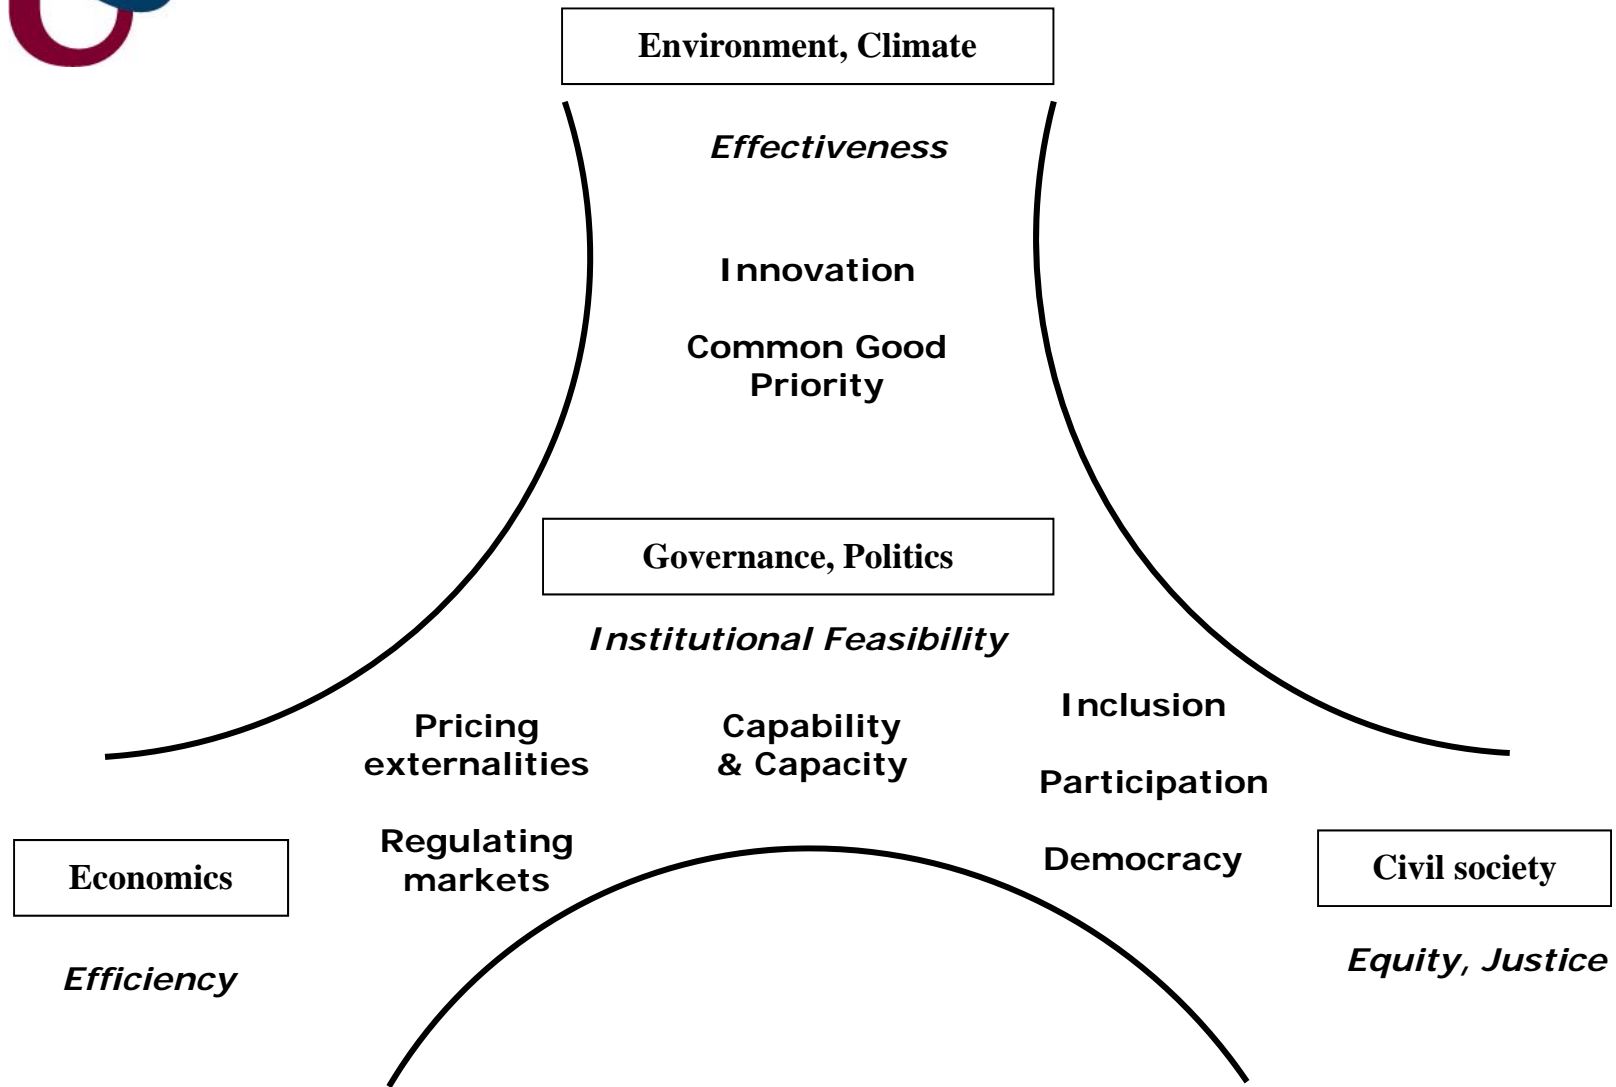 Environment, Climate
Effectiveness
Innovation
Common Good
Priority
Governance, Politics
Institutional Feasibility
Pricing
externalities
Regulating
markets
Capability
& Capacity
Inclusion
Participation
Democracy
Economics
Efficiency
Civil society
Equity, Justice